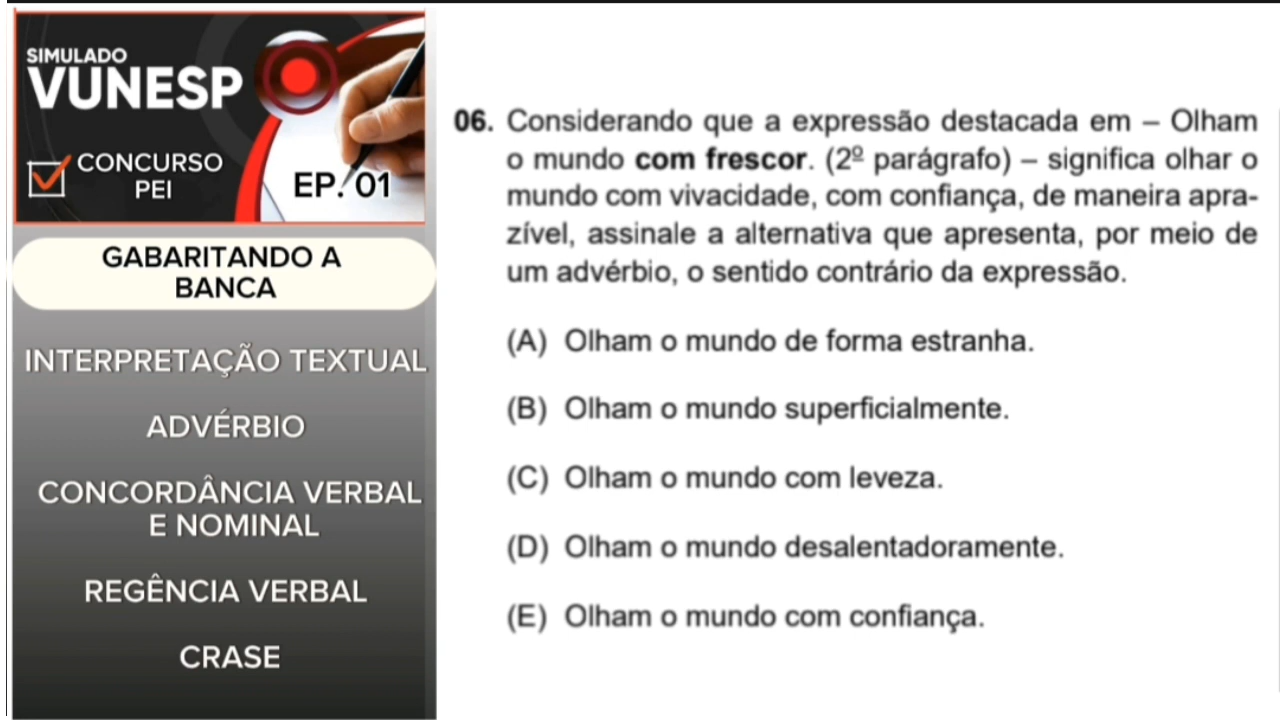 SIMULADO
VUNESP
CONCURSO
PEI
EP. 01
GABARITANDO A
BANCA
INTERPRETAÇÃO TEXTUAL
ADVÉRBIO
CONCORDÂNCIA VERBAL
E NOMINAL
REGÊNCIA VERBAL
CRASE
06. Considerando que a expressão destacada em – Olham
o mundo com frescor. (2º parágrafo) – significa olhar o
mundo com vivacidade, com confiança, de maneira apra-
zível, assinale a alternativa que apresenta, por meio de
um advérbio, o sentido contrário da expressão.
(A) Olham o mundo de forma estranha.
(B) Olham o mundo superficialmente.
(C) Olham o mundo com leveza.
(D) Olham o mundo desalentadoramente.
(E) Olham o mundo com confiança.